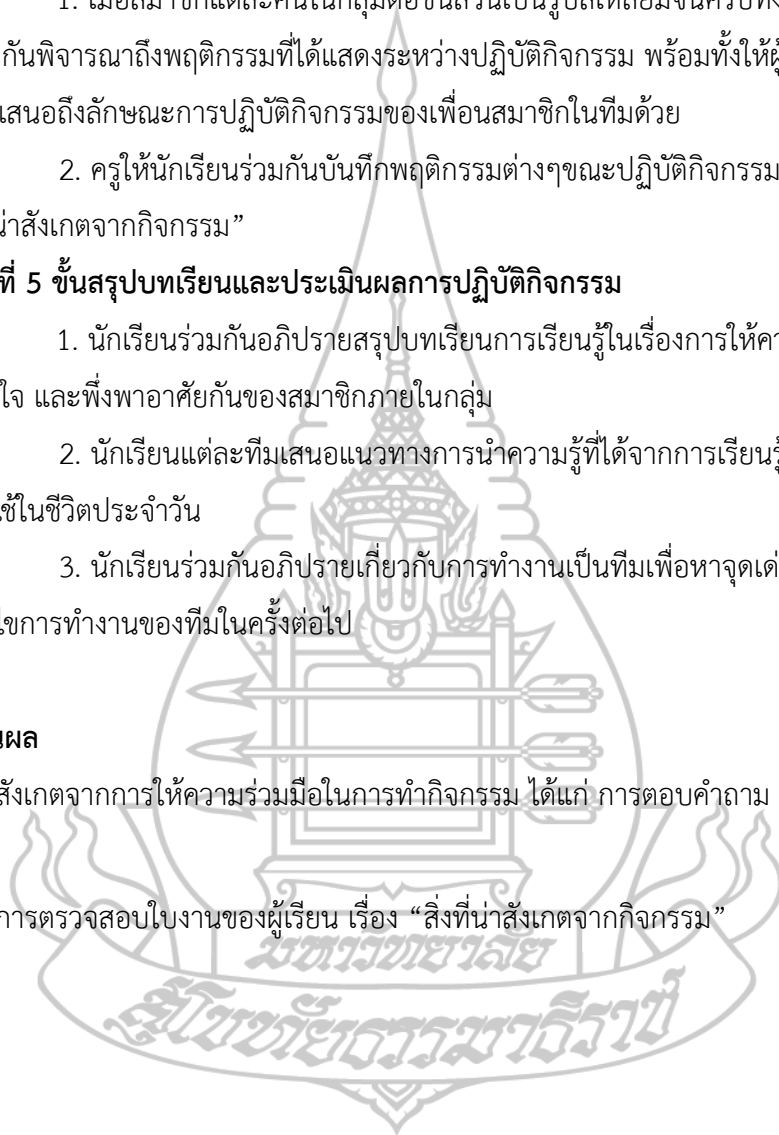 1. เมื่อสมาชิกแต่ละคนในกลุ่มต่อชิ้นส่วนเป็นรูปสี่เหลี่ยมจนครบทั้ง
กันพิจารณาถึงพฤติกรรมที่ได้แสดงระหว่างปฏิบัติกิจกรรม พร้อมทั้งให้ผู้
เสนอถึงลักษณะการปฏิบัติกิจกรรมของเพื่อนสมาชิกในทีมด้วย
2. ครูให้นักเรียนร่วมกันบันทึกพฤติกรรมต่างๆขณะปฏิบัติกิจกรรม
น่าสังเกตจากกิจกรรม”
ที่ 5 ขั้นสรุปบทเรียนและประเมินผลการปฏิบัติกิจกรรม
1. นักเรียนร่วมกันอภิปรายสรุปบทเรียนการเรียนรู้ในเรื่องการให้
ใจ และพึ่งพาอาศัยกันของสมาชิกภายในกลุ่ม
2. นักเรียนแต่ละทีมเสนอแนวทางการนำความรู้ที่ได้จากการเรียนรู้
ใช้ในชีวิตประจำวัน
3. นักเรียนร่วมกันอภิปรายเกี่ยวกับการทำงานเป็นทีมเพื่อหาจุดเด่
ไขการทำงานของทีมในครั้งต่อไป
ผล
สังเกตจากการให้ความร่วมมือในการทำกิจกรรม ได้แก่ การตอบคำถาม
การตรวจสอบใบงานของผู้เรียน เรื่อง “สิ่งที่น่าสังเกตจากกิจกรรม”
มหาวิทยาลัย
สุโขทัยธรรมาธิราช